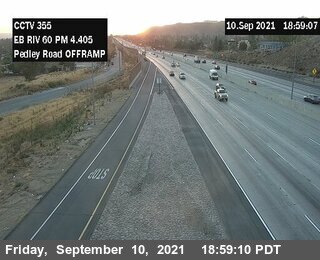 CCTV 355
EB RIV 60 PM 4.405
Pedley Road OFFRAMP
10.Sep 2021 18:59:07
STOP
Friday, September 10, 2021 18:59:10 PDT